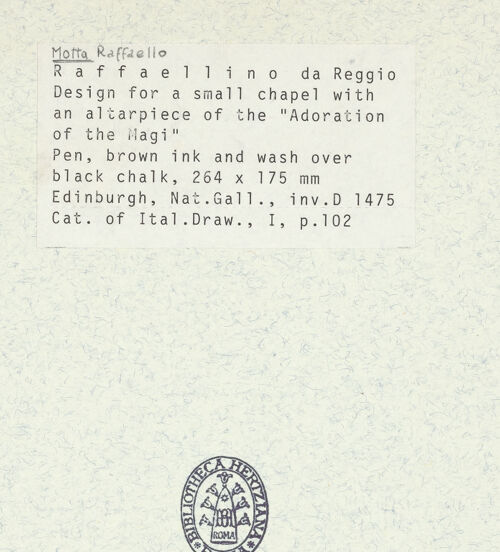 Motta Raffaello
Raffaellino da Reggio
Design for a small chapel with
an altarpiece of the "Adoration
of the Magi"
Pen, brown ink and wash over
black chalk, 264 x 175 mm
Edinburgh, Nat.Gall., inv.D 1475
Cat. of Ital.Draw., I, p.102
BIBLIOTHECA HERTZIANA
ROMA